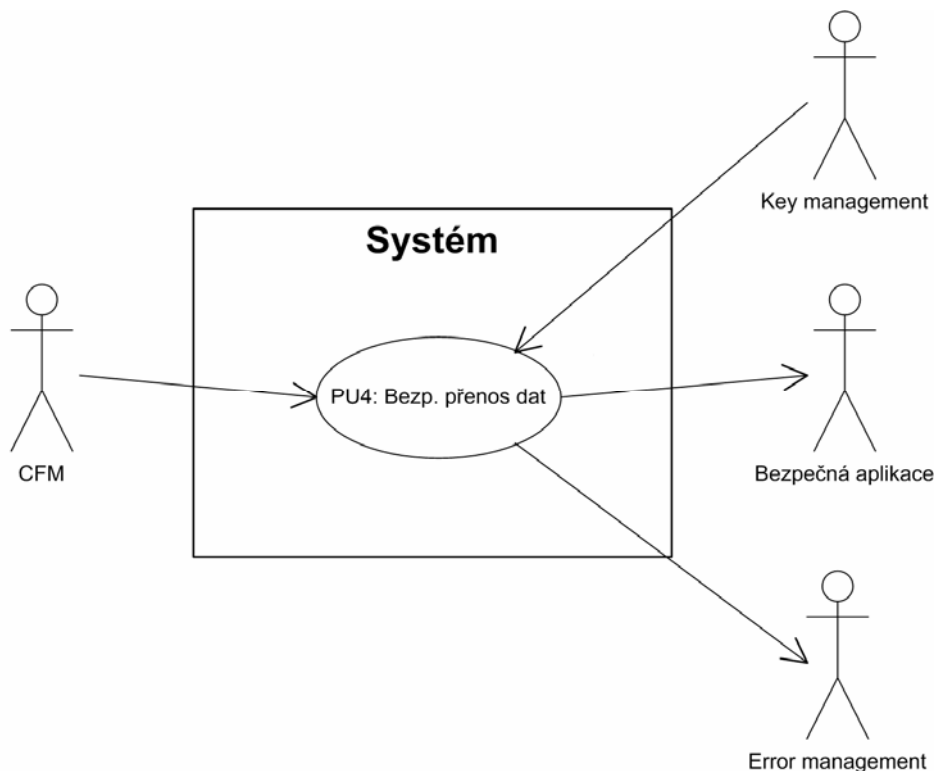 Key management
Systém
PU4: Bezp. přenos dat
CFM
Bezpečná aplikace
Error management